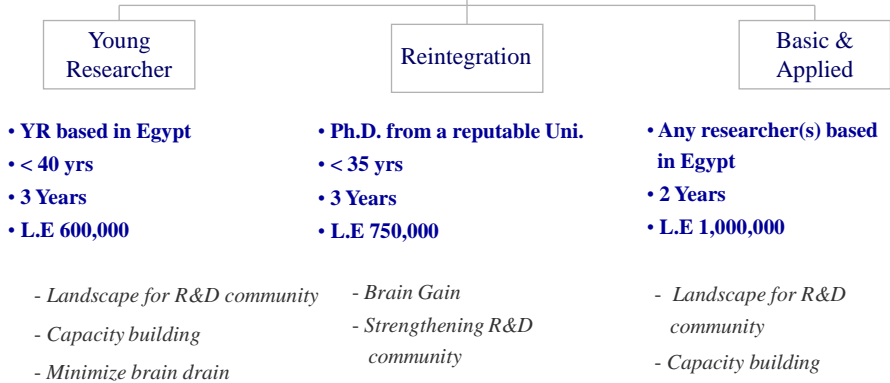 Young
Researcher
• YR based in Egypt
• < 40 yrs
• 3 Years
• L.E 600,000
- Landscape for R&D community
- Capacity building
- Minimize brain drain
Reintegration
• Ph.D. from a reputable Uni.
• < 35 yrs
• 3 Years
• L.E 750,000
- Brain Gain
- Strengthening R&D
community
Basic &
Applied
• Any researcher(s) based
in Egypt
• 2 Years
• L.E 1,000,000
- Landscape for R&D
community
- Capacity building